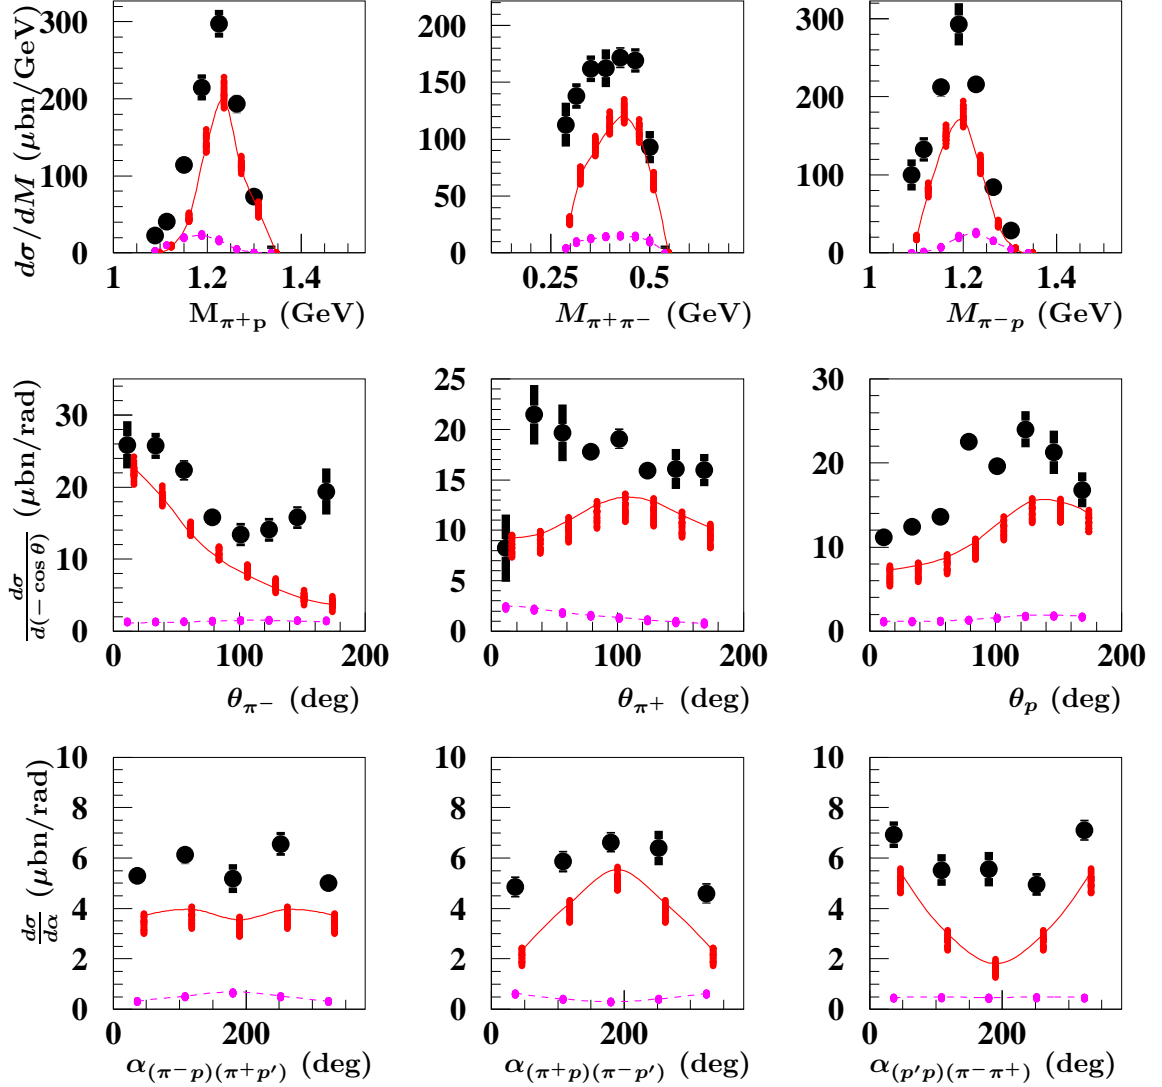 dσ/dM (μbn/GeV)
300
200
100
0
1 1.2 1.4
M_{π+p} (GeV)
200
150
100
50
0
0.25 0.5
M_{π+π−} (GeV)
300
200
100
0
1 1.2 1.4
M_{π−p} (GeV)
\frac{dσ}{d(− cos θ)} (μbn/rad)
30
20
10
0
0 100 200
θ_{π−} (deg)
25
20
15
10
5
0
0 100 200
θ_{π+} (deg)
30
20
10
0
0 100 200
θ_p (deg)
\frac{dσ}{dα} (μbn/rad)
10
8
6
4
2
0
0 200
α_{(π−p)(π+p′)} (deg)
10
8
6
4
2
0
0 200
α_{(π+p)(π−p′)} (deg)
10
8
6
4
2
0
0 200
α_{(p′p)(π−π+)} (deg)